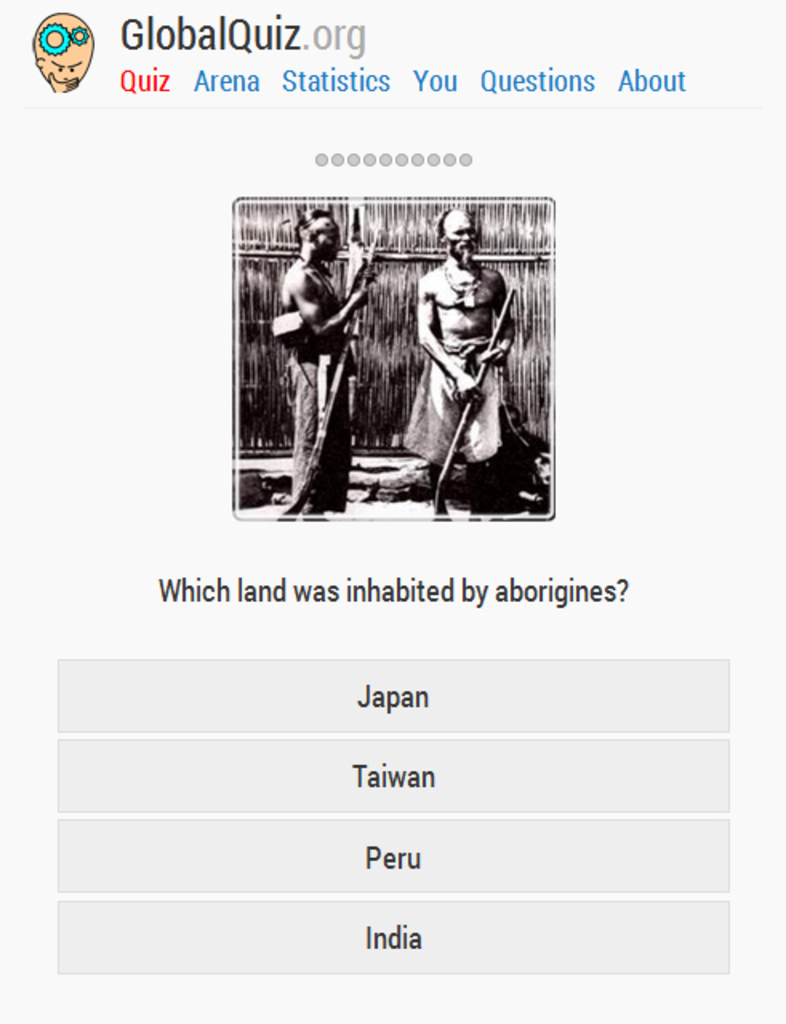 GlobalQuiz.org
Quiz Arena Statistics You Questions About
Which land was inhabited by aborigines?
Japan
Taiwan
Peru
India